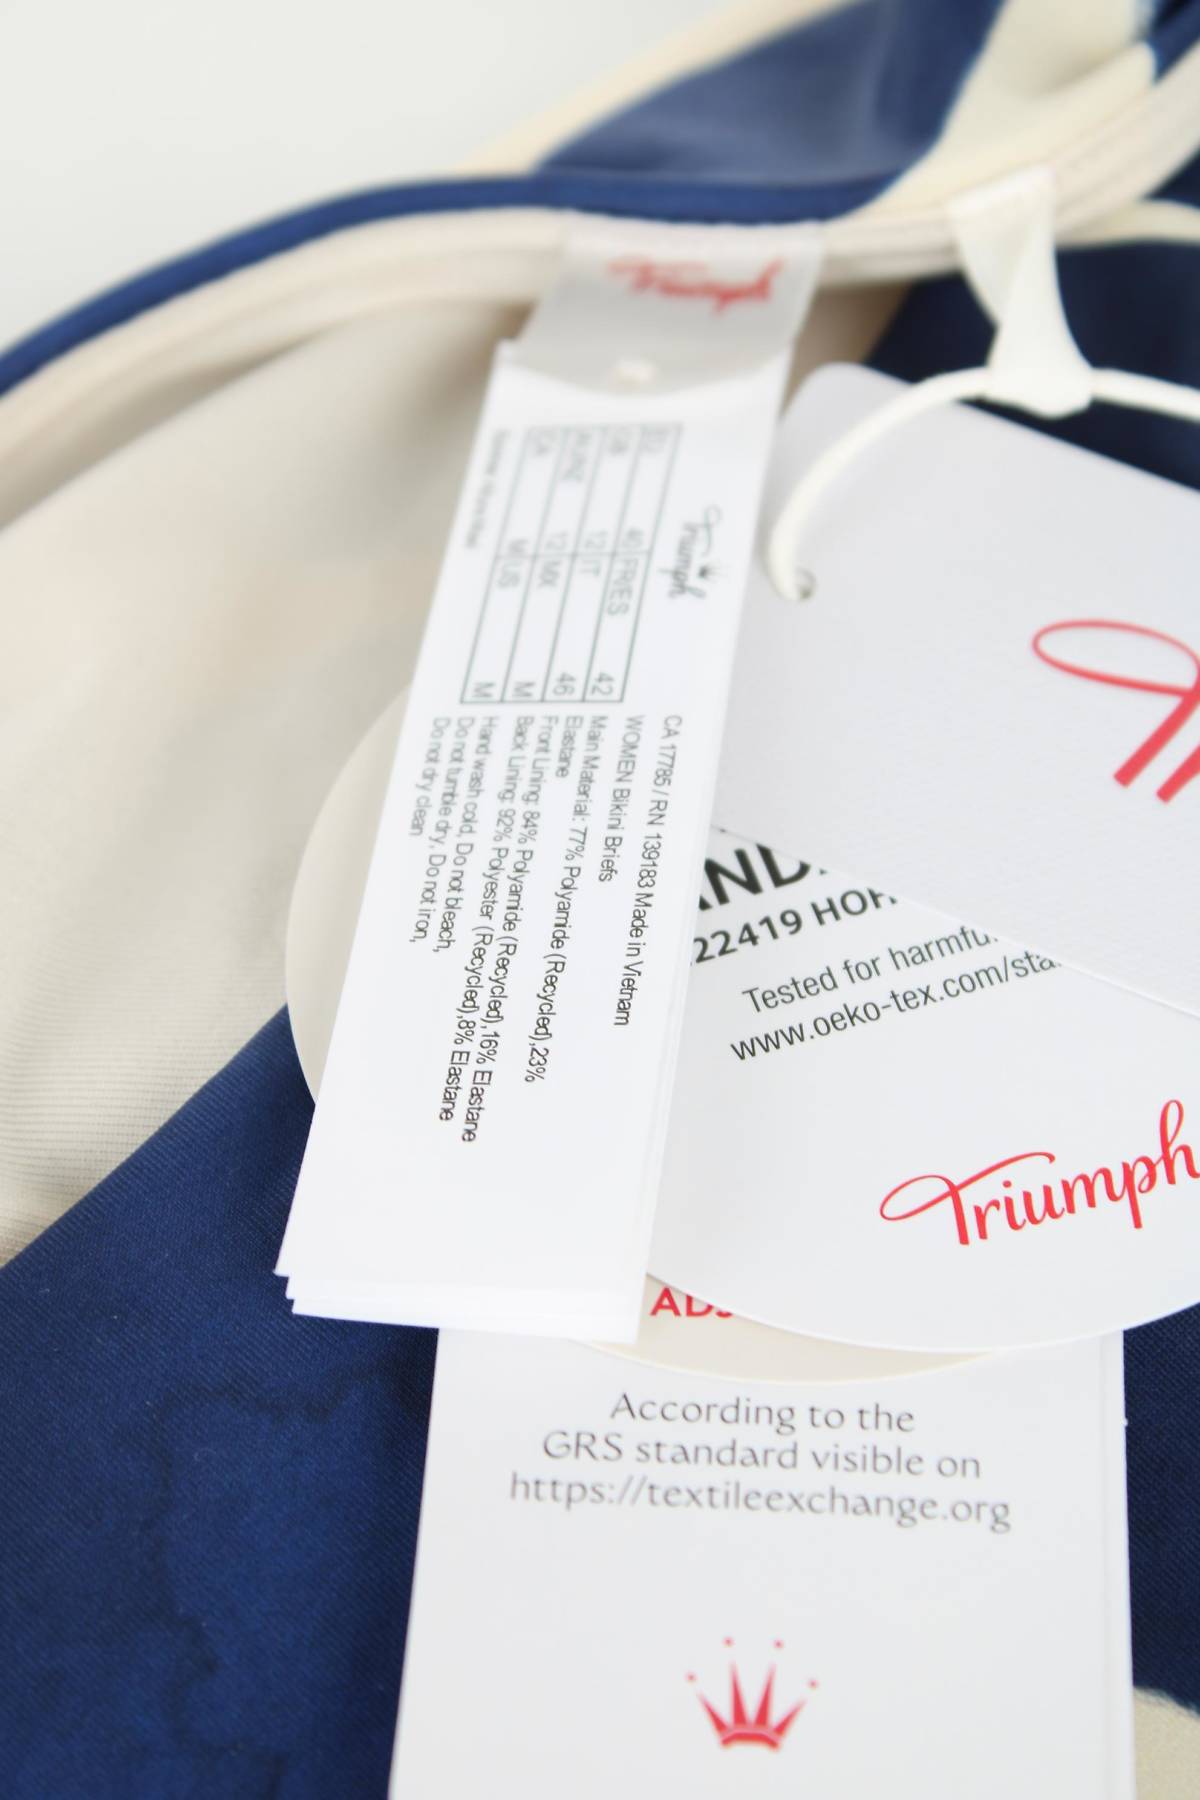 Triumph
Triumph
EU 40 FR/ES 42
GB 12 IT 46
AU/NZ 12 MX M
CA M US M
CA 17785 / RN 139183 Made in Vietnam
WOMEN Bikini Briefs
Main Material: 77% Polyamide (Recycled),23%
Elastane
Front Lining: 84% Polyamide (Recycled),16% Elastane
Back Lining: 92% Polyester (Recycled),8% Elastane
Hand wash cold, Do not bleach,
Do not tumble dry, Do not iron,
Do not dry clean
22419 HOH
Tested for harmfu
www.oeko-tex.com/sta
Triumph
According to the
GRS standard visible on
https://textileexchange.org